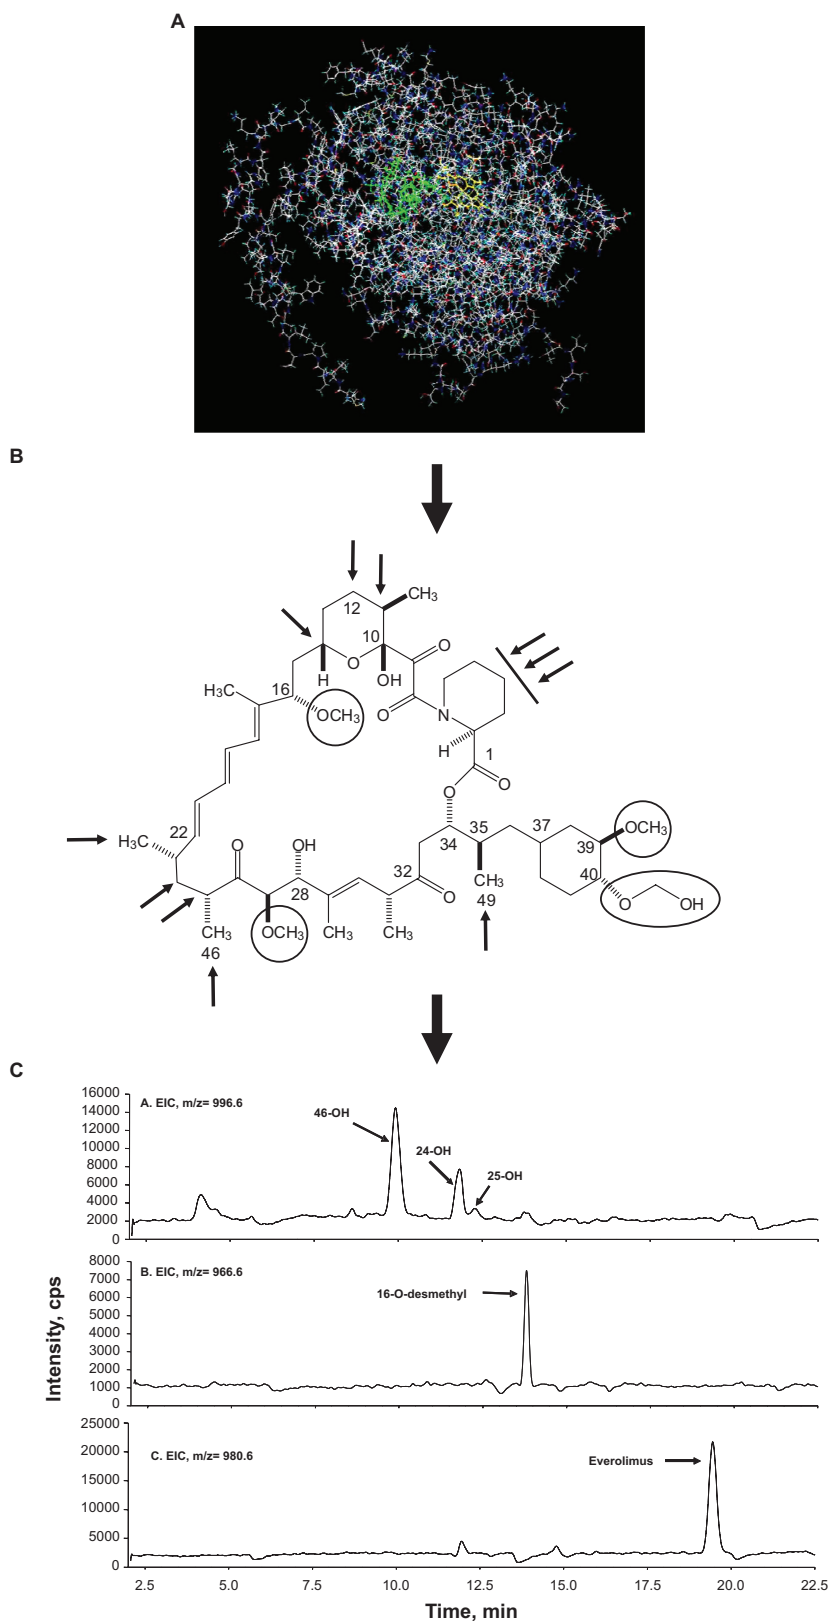 A
B
CH₃
12
10
O
O
H
OH
H₃C
16
OCH₃
O
N
H
1
O
O
22
H₃C
O
OH
28
32
34
35
37
39
OCH₃
40
O
OH
O
CH₃
49
CH₃
46
OCH₃
CH₃
CH₃
C
16000
14000
12000
10000
8000
6000
4000
2000
0
A. EIC, m/z= 996.6
46-OH
24-OH
25-OH
8000
7000
6000
5000
4000
3000
2000
1000
0
B. EIC, m/z= 966.6
16-O-desmethyl
25000
20000
15000
10000
5000
0
C. EIC, m/z= 980.6
Everolimus
Intensity, cps
2.5 5.0 7.5 10.0 12.5 15.0 17.5 20.0 22.5
Time, min